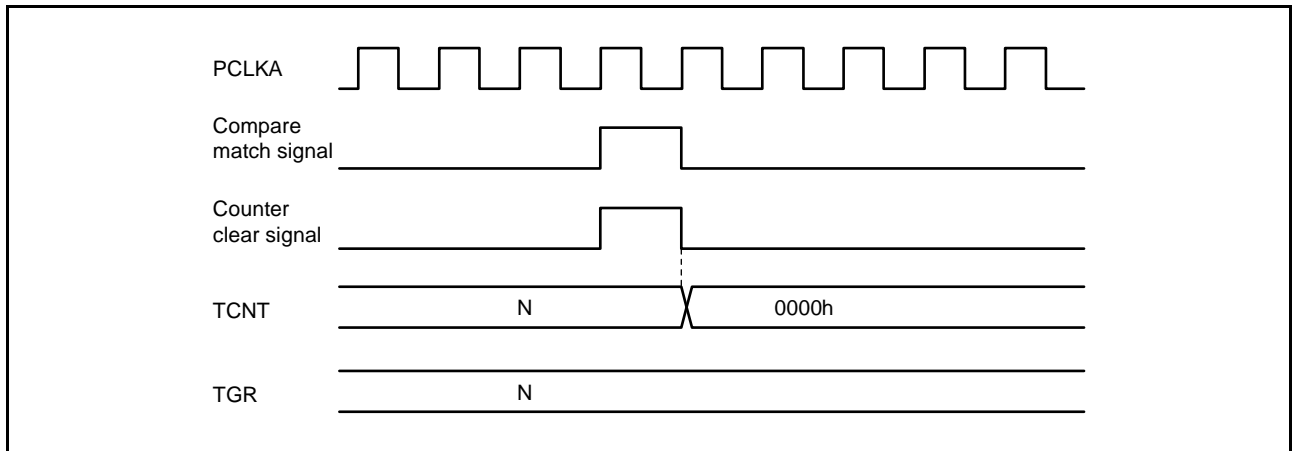 PCLKA
Compare
match signal
Counter
clear signal
TCNT
N
0000h
TGR
N